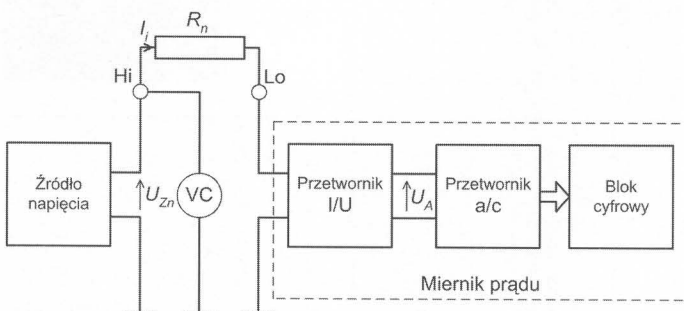 I_i
R_n
Hi
Lo
Źródło
napięcia
U_Zn
VC
Przetwornik
I/U
U_A
Przetwornik
a/c
Blok
cyfrowy
Miernik prądu